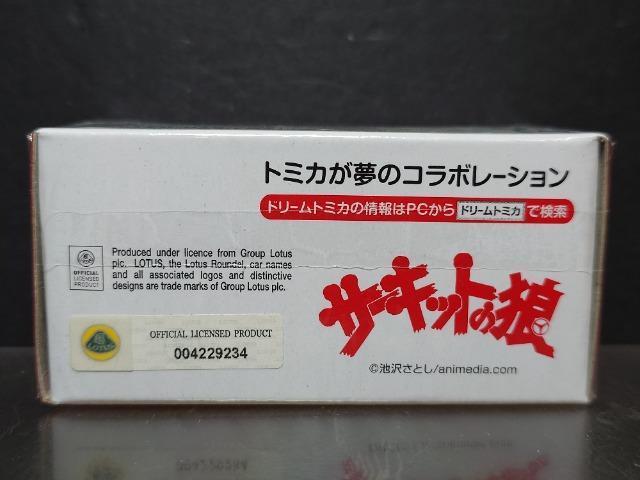 トミカが夢のコラボレーション
ドリームトミカの情報はPCから ドリームトミカ で検索
OFFICIAL
LICENSED
PRODUCT
Produced under licence from Group Lotus
plc. LOTUS, the Lotus Roundel, car names
and all associated logos and distinctive
designs are trade marks of Group Lotus plc.
サーキットの狼
LOTUS
OFFICIAL LICENSED PRODUCT
004229234
©池沢さとし/animedia.com